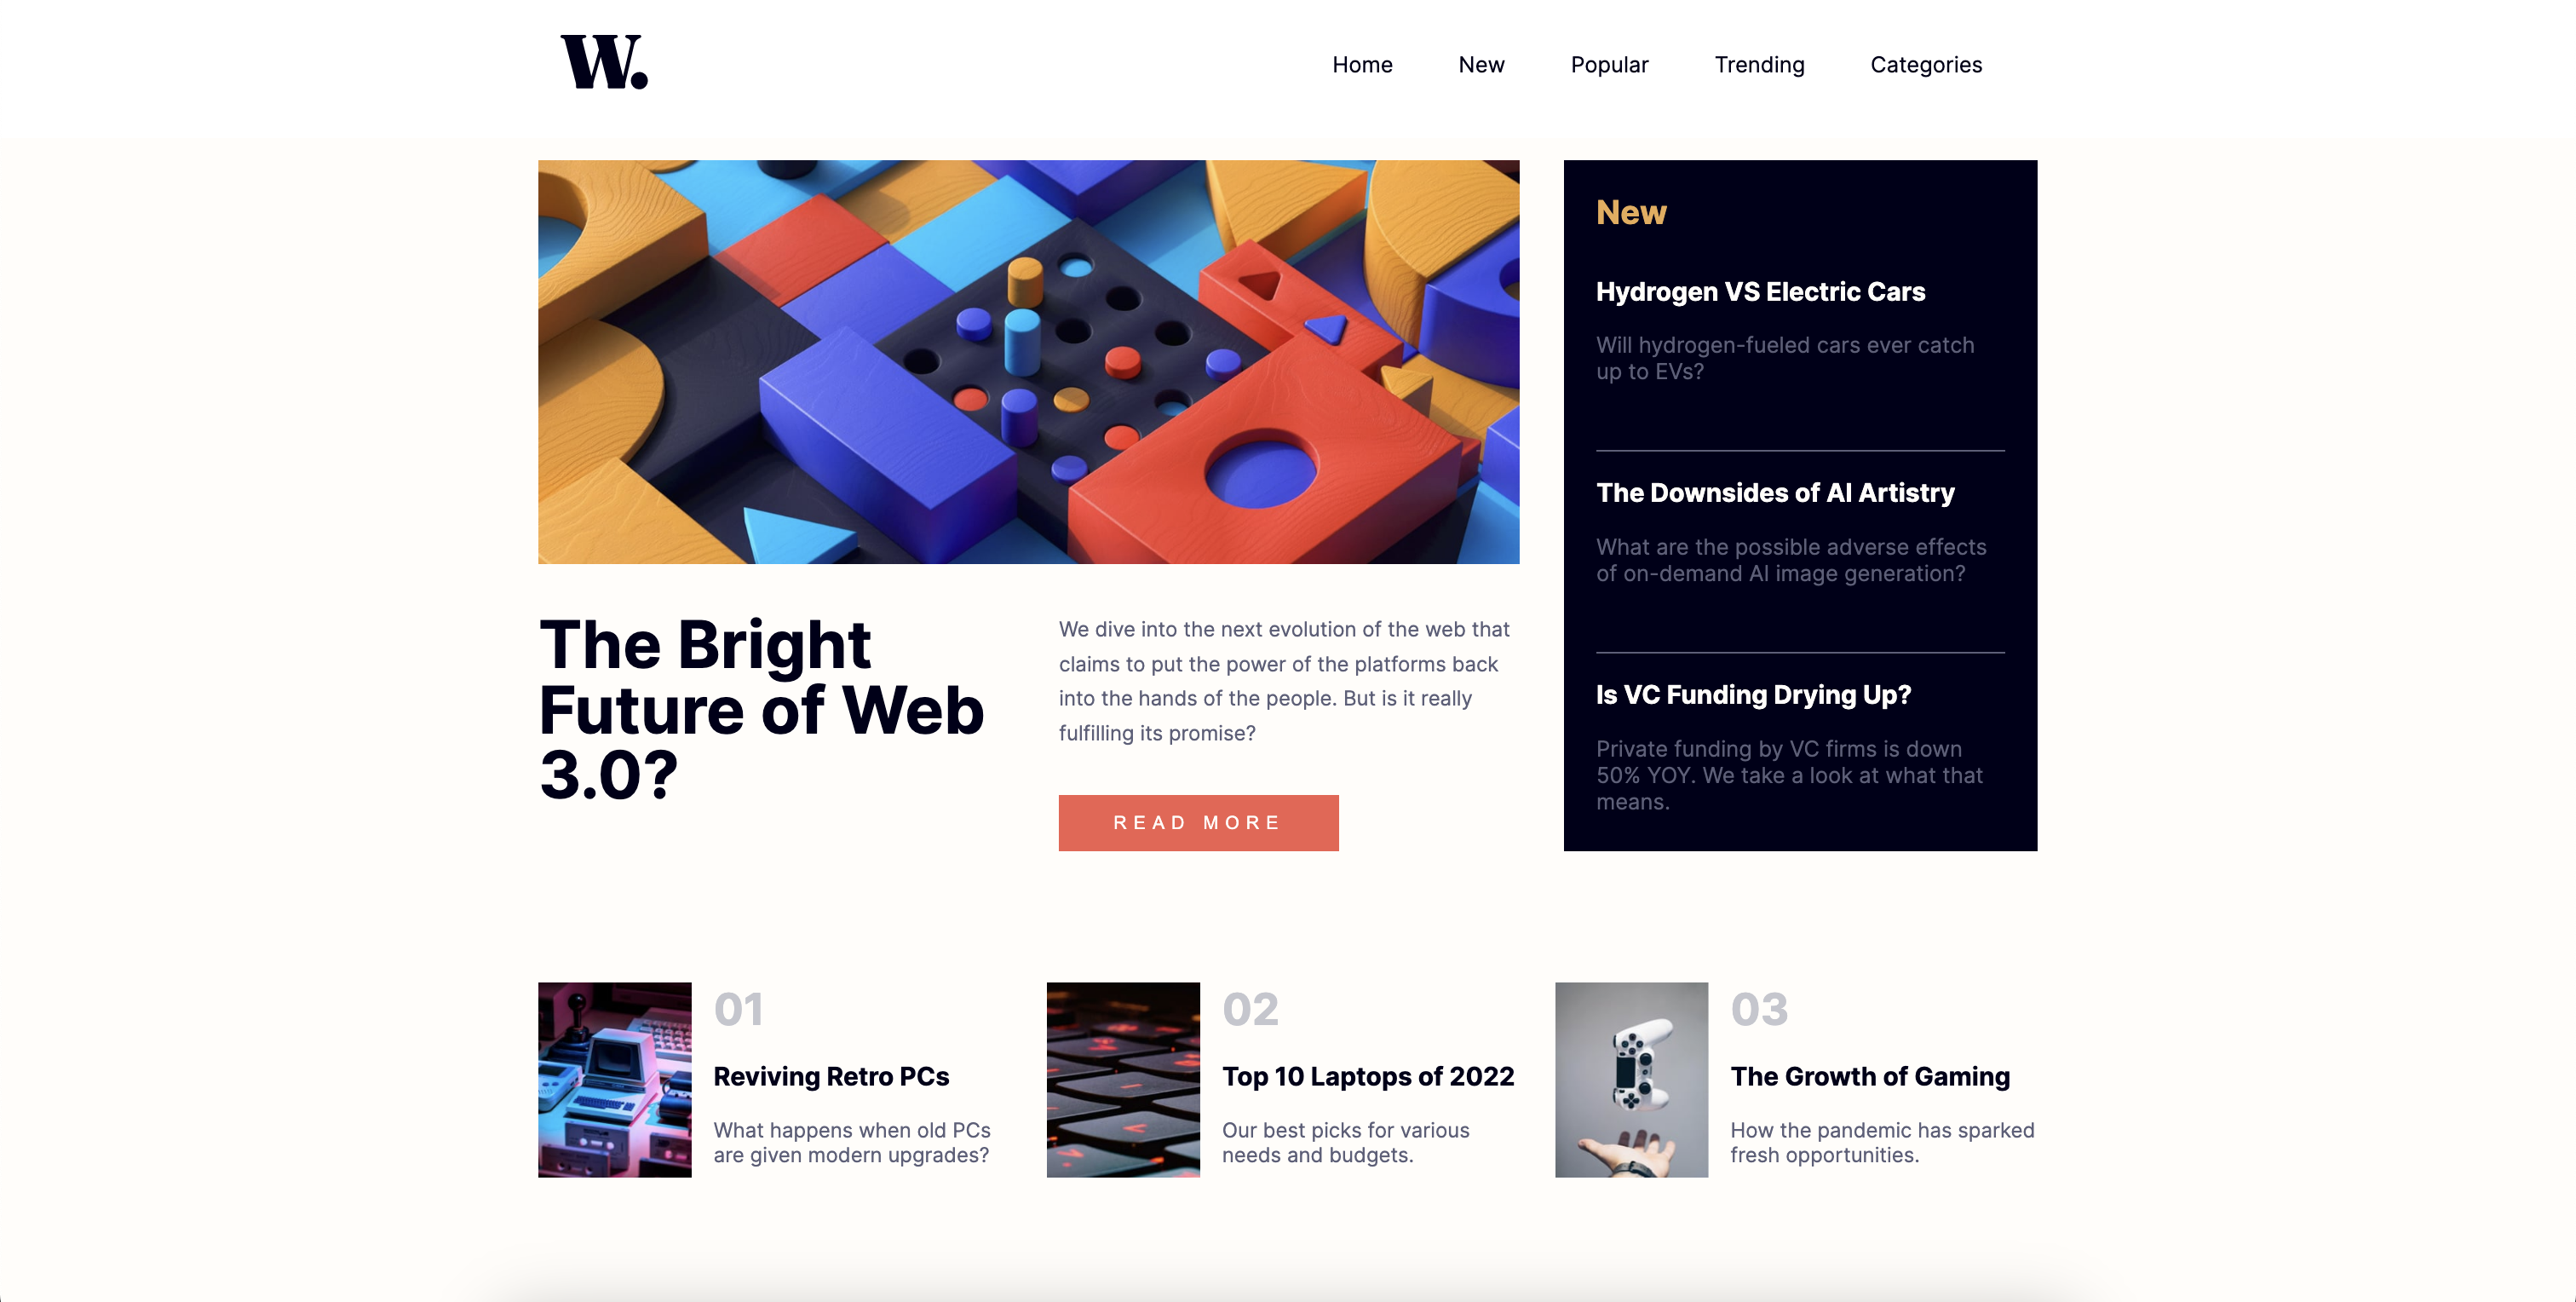 W.
Home New Popular Trending Categories
The Bright
Future of Web
3.0?
We dive into the next evolution of the web that
claims to put the power of the platforms back
into the hands of the people. But is it really
fulfilling its promise?
READ MORE
New
Hydrogen VS Electric Cars
Will hydrogen-fueled cars ever catch
up to EVs?
The Downsides of AI Artistry
What are the possible adverse effects
of on-demand AI image generation?
Is VC Funding Drying Up?
Private funding by VC firms is down
50% YOY. We take a look at what that
means.
01
Reviving Retro PCs
What happens when old PCs
are given modern upgrades?
02
Top 10 Laptops of 2022
Our best picks for various
needs and budgets.
03
The Growth of Gaming
How the pandemic has sparked
fresh opportunities.